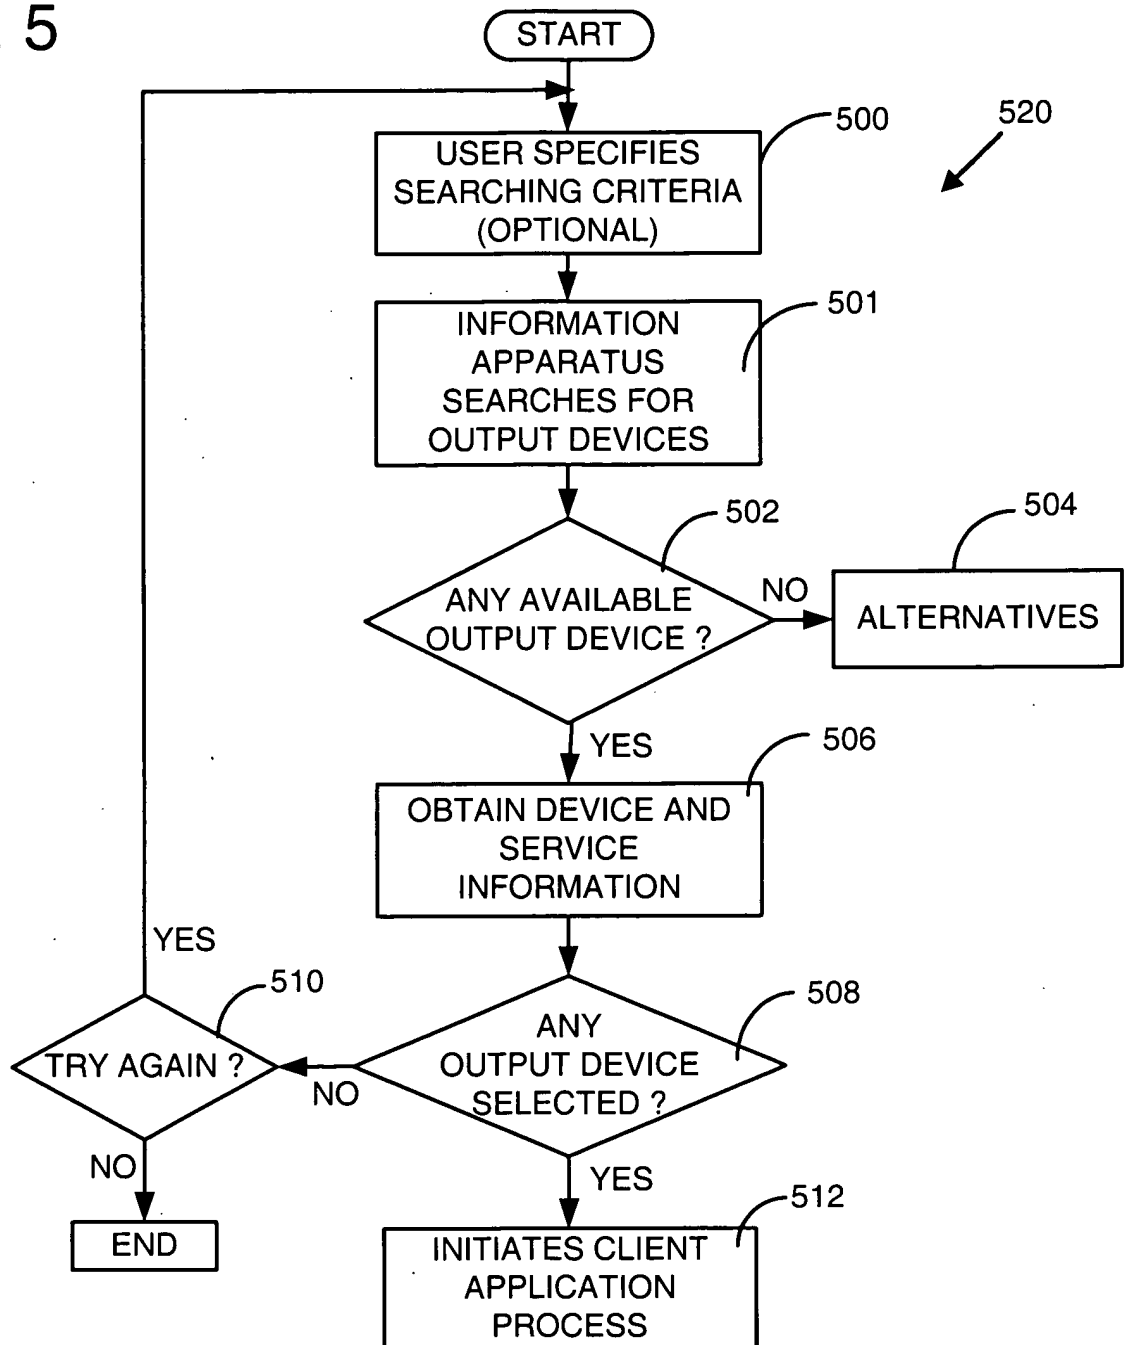 5
START
500
520
USER SPECIFIES
SEARCHING CRITERIA
(OPTIONAL)
501
INFORMATION
APPARATUS
SEARCHES FOR
OUTPUT DEVICES
502
504
ANY AVAILABLE
OUTPUT DEVICE ?
NO
ALTERNATIVES
YES
506
OBTAIN DEVICE AND
SERVICE
INFORMATION
YES
510
508
ANY
OUTPUT DEVICE
SELECTED ?
TRY AGAIN ?
NO
NO
YES
512
END
INITIATES CLIENT
APPLICATION
PROCESS